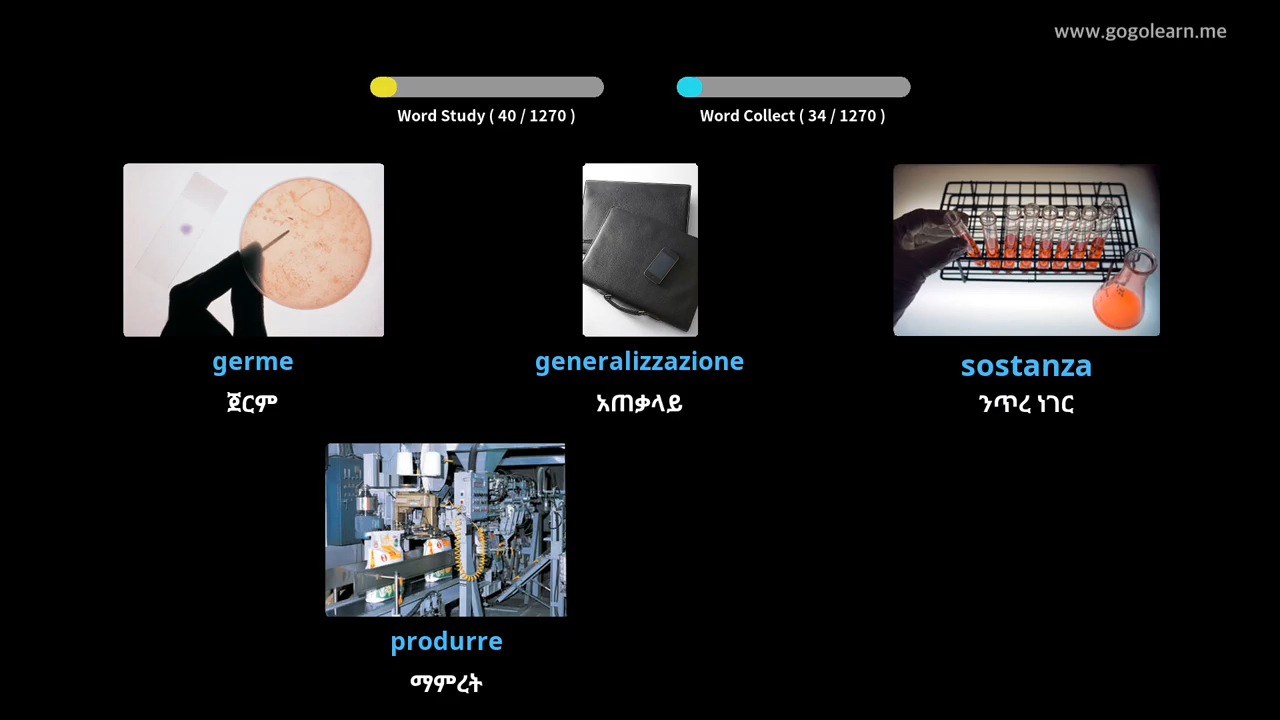 www.gogolearn.me
Word Study ( 40 / 1270 )
Word Collect ( 34 / 1270 )
germe
generalizzazione
sostanza
ጀርም
አጠቃላይ
ንጥረ ነገር
produrre
ማምረት